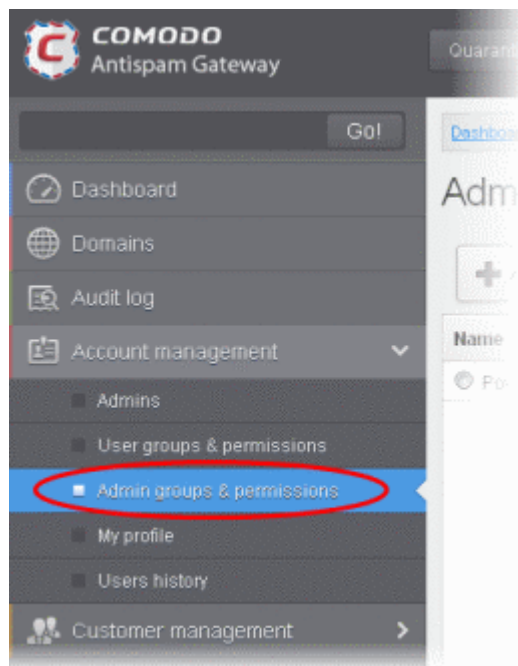 C
COMODO
Antispam Gateway
Go!
Dashboard
Domains
Audit log
Account management
Admins
User groups & permissions
Admin groups & permissions
My profile
Users history
Customer management
Name